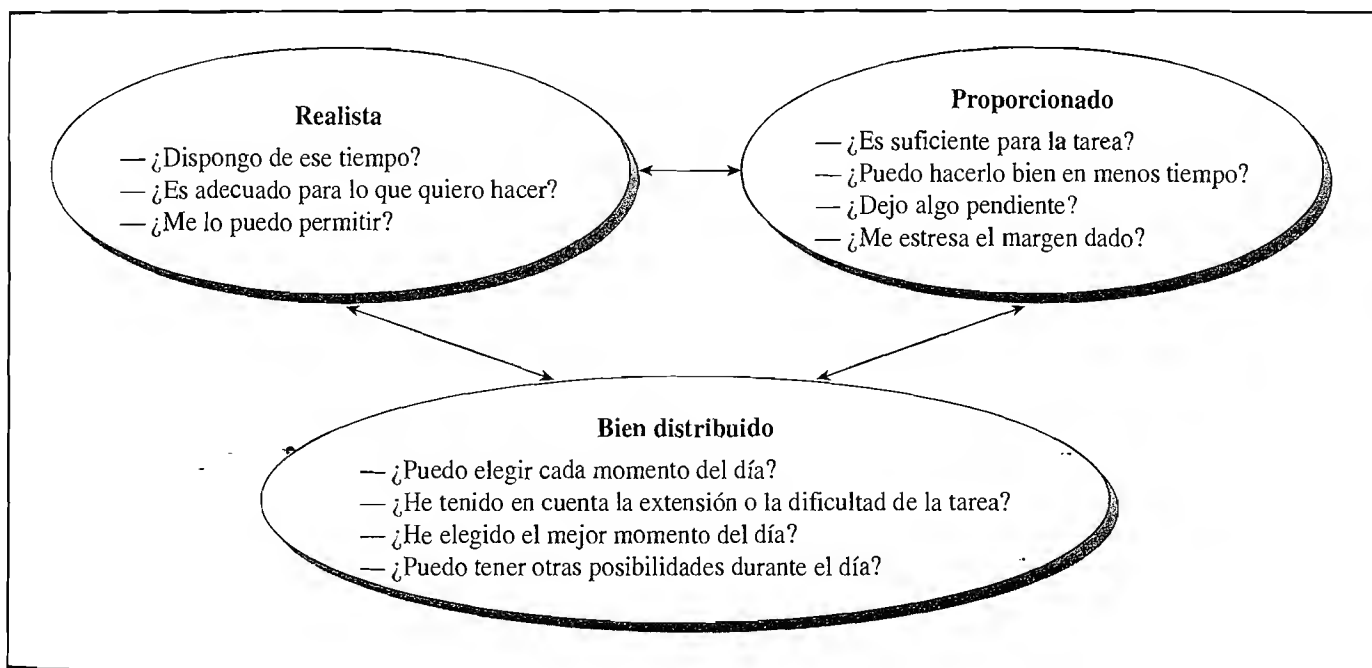 Realista
— ¿Dispongo de ese tiempo?
— ¿Es adecuado para lo que quiero hacer?
— ¿Me lo puedo permitir?
Proporcionado
— ¿Es suficiente para la tarea?
— ¿Puedo hacerlo bien en menos tiempo?
— ¿Dejo algo pendiente?
— ¿Me estresa el margen dado?
Bien distribuido
— ¿Puedo elegir cada momento del día?
— ¿He tenido en cuenta la extensión o la dificultad de la tarea?
— ¿He elegido el mejor momento del día?
— ¿Puedo tener otras posibilidades durante el día?